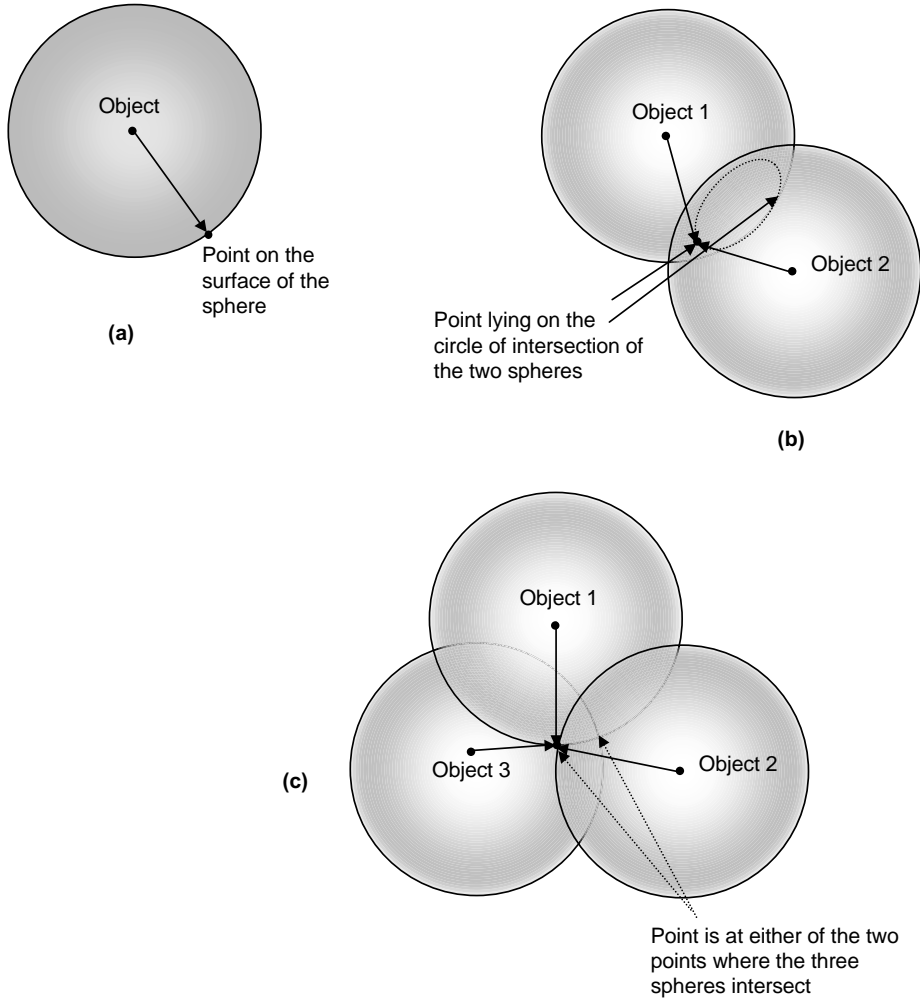 Object
Point on the
surface of the
sphere
(a)
Object 1
Object 2
Point lying on the
circle of intersection of
the two spheres
(b)
Object 1
Object 3
Object 2
(c)
Point is at either of the two
points where the three
spheres intersect